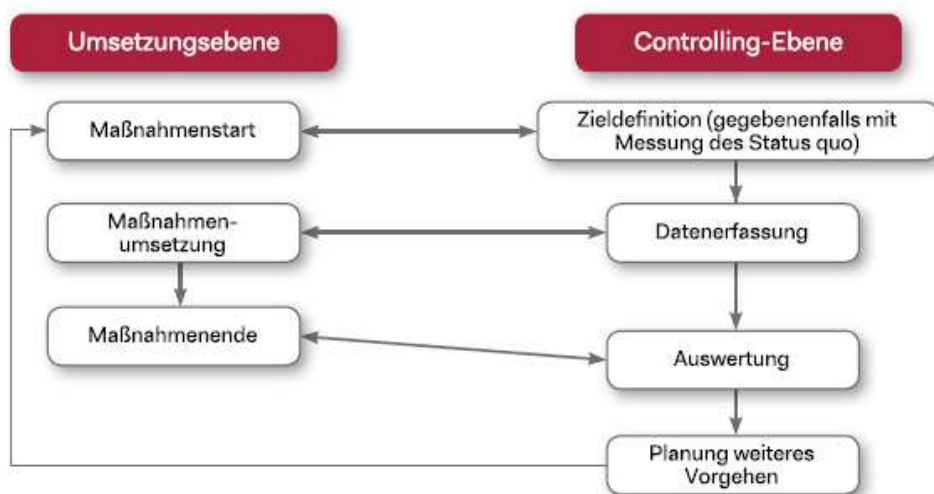 Umsetzungsebene
Controlling-Ebene
Maßnahmenstart
Zieldefinition (gegebenenfalls mit
Messung des Status quo)
Maßnahmen-
umsetzung
Datenerfassung
Maßnahmenende
Auswertung
Planung weiteres
Vorgehen